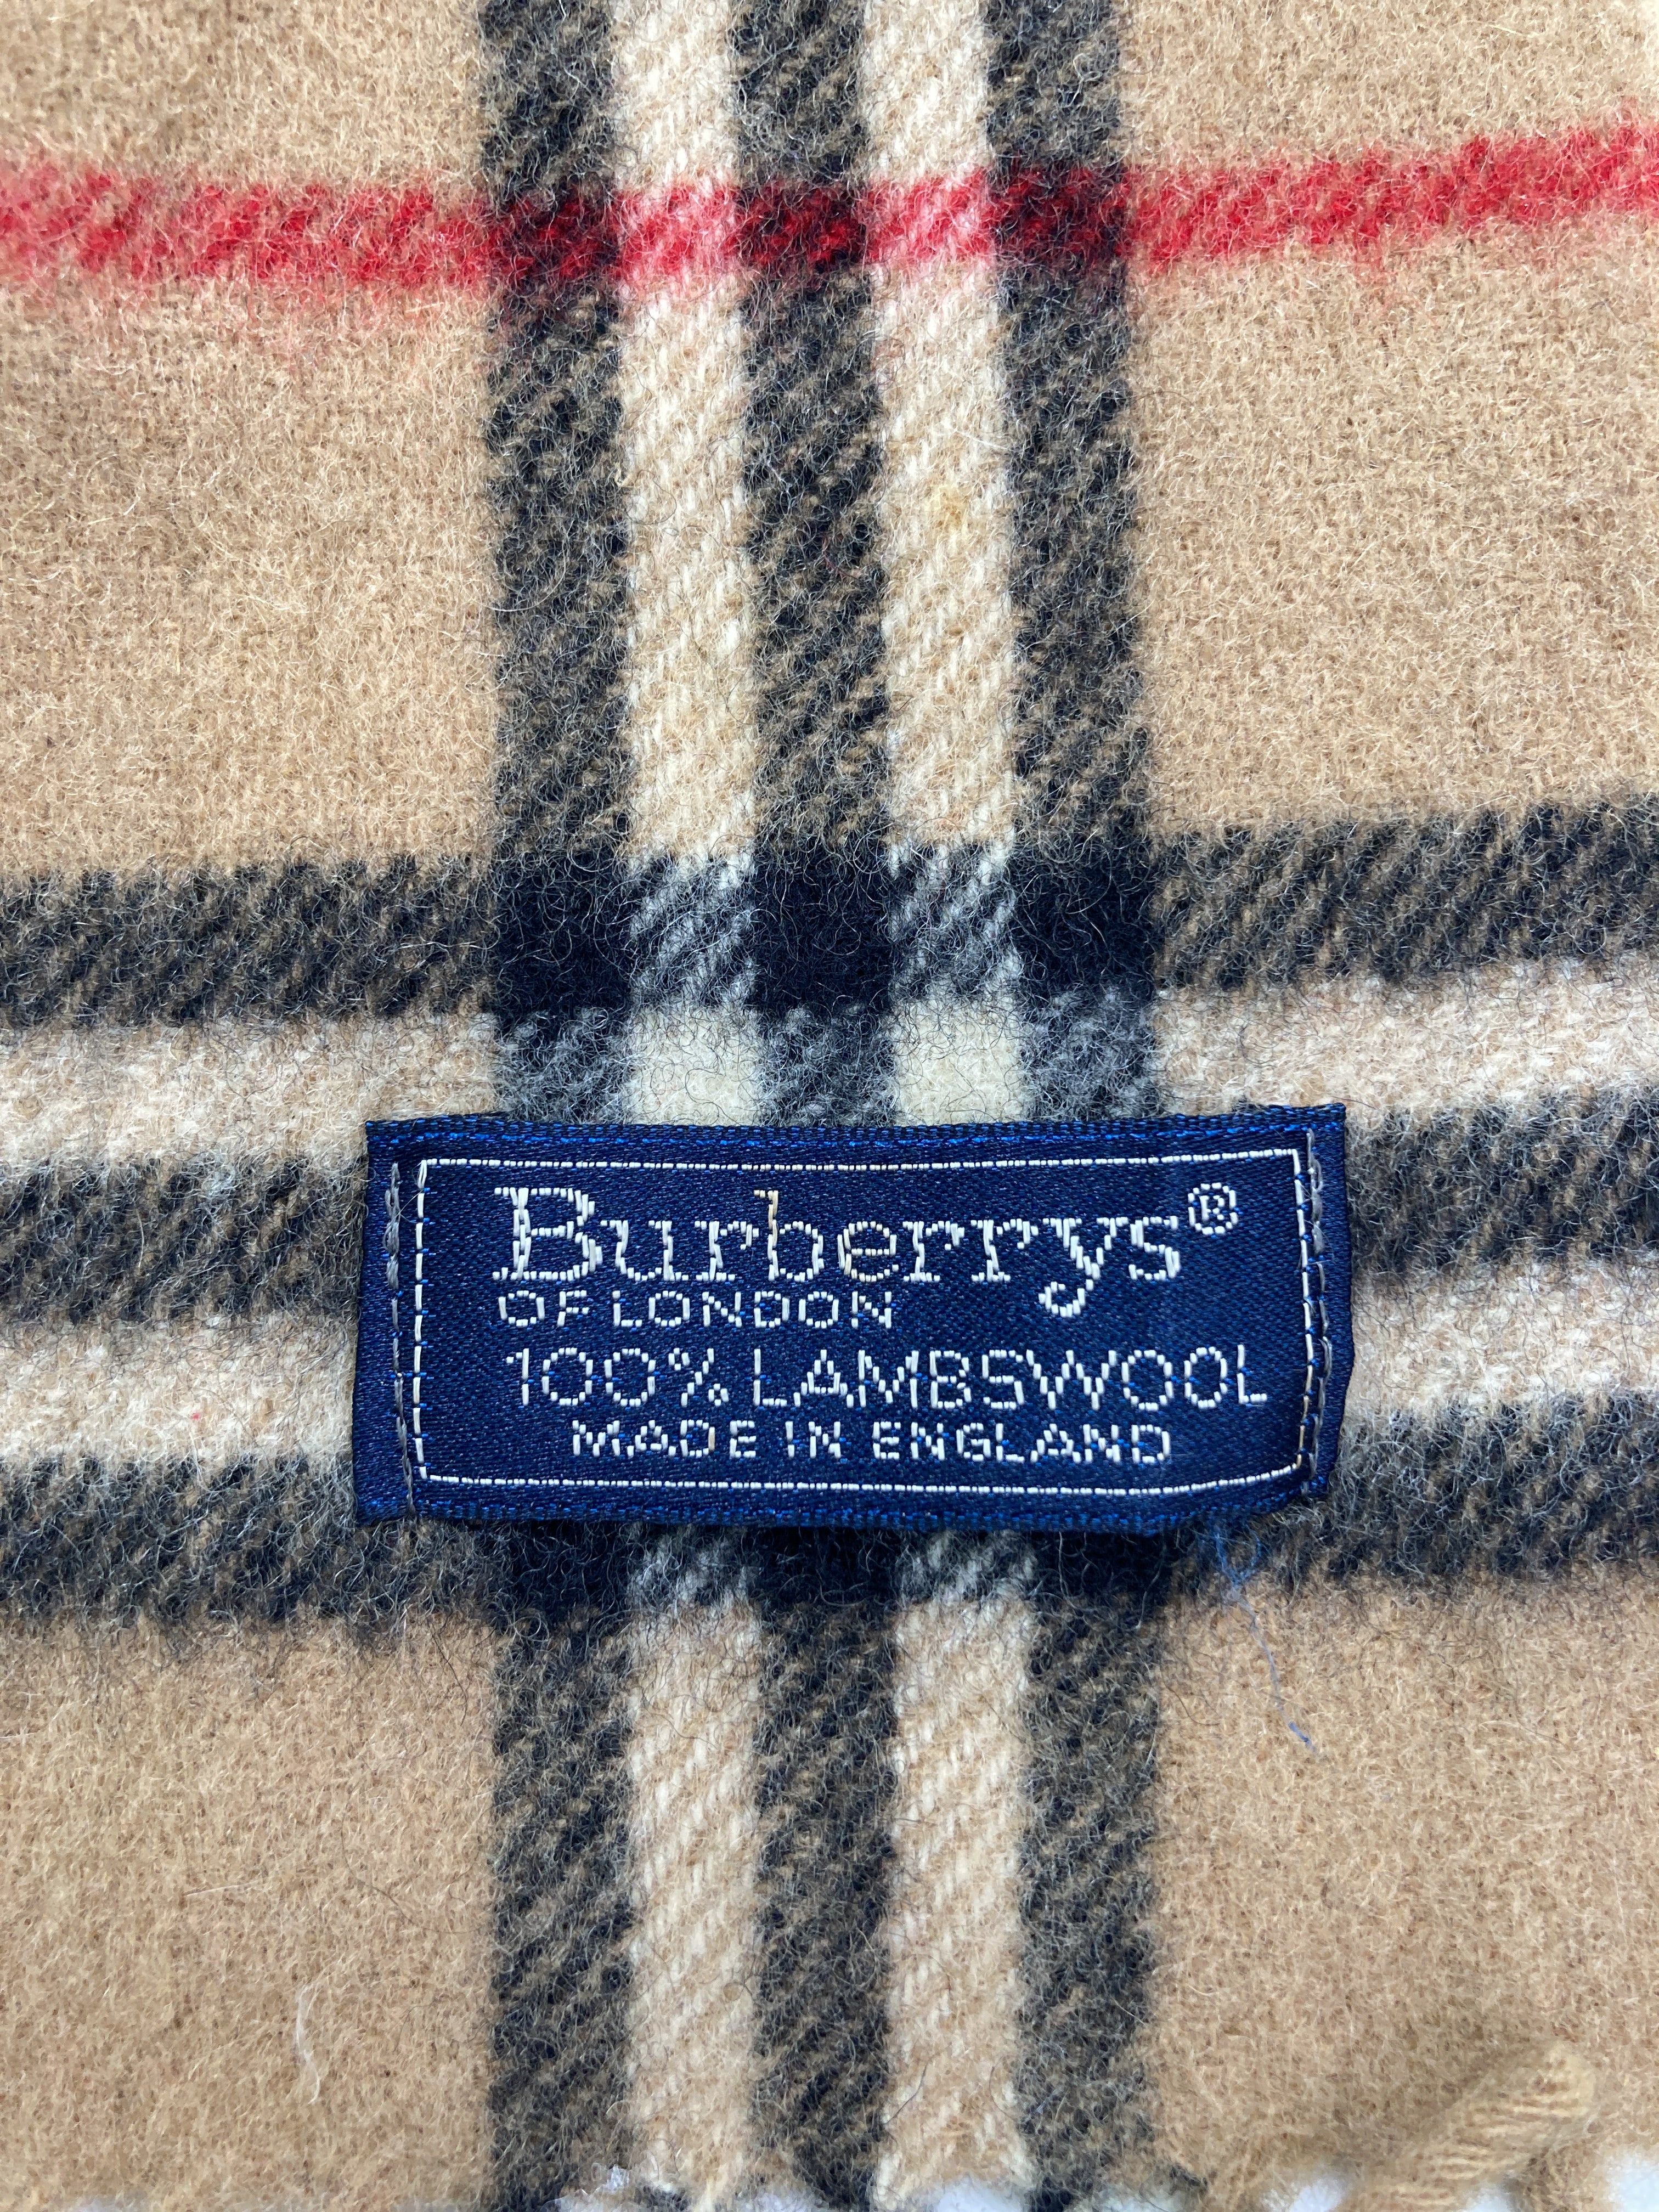 Burberrys®
OF LONDON
100% LAMBSWOOL
MADE IN ENGLAND